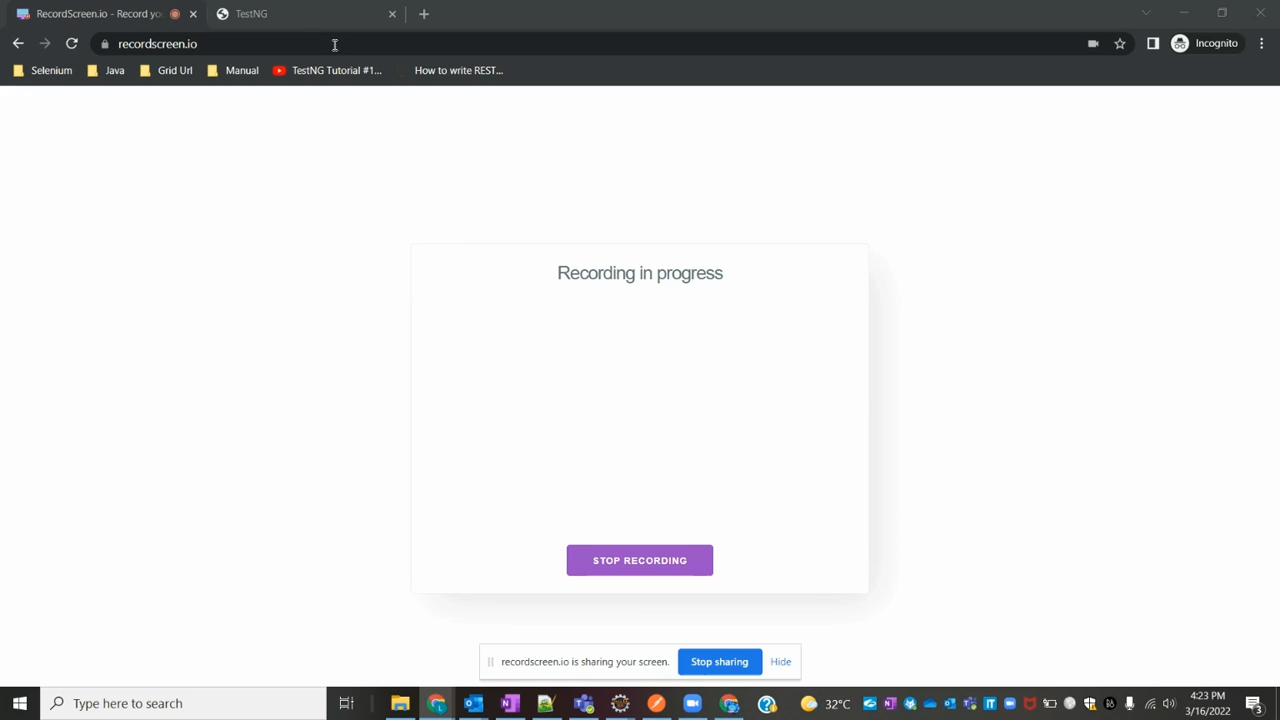 RecordScreen.io - Record yo
TestNG
recordscreen.io
Incognito
Selenium
Java
Grid Url
Manual
TestNG Tutorial #1...
How to write REST...
Recording in progress
STOP RECORDING
recordscreen.io is sharing your screen.
Stop sharing
Hide
Type here to search
32°C
4:23 PM
3/16/2022
3